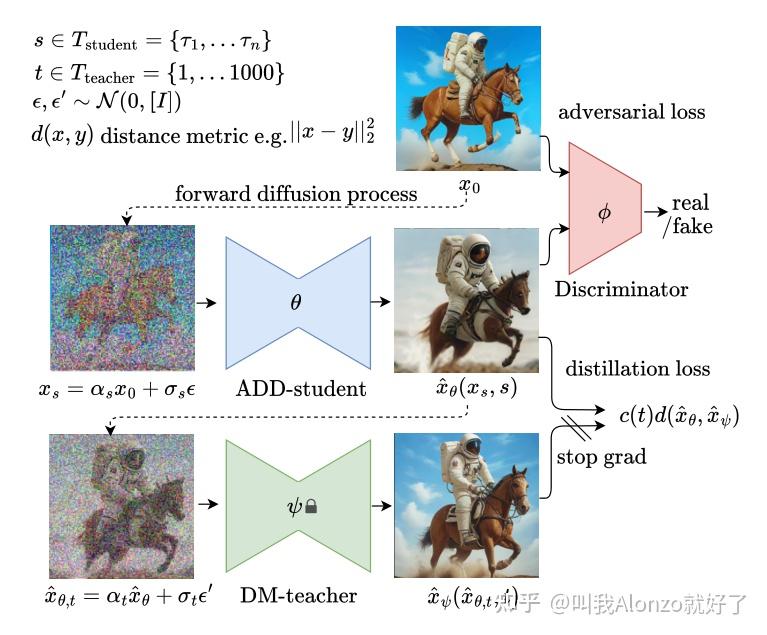 s ∈ T_student = {τ_1, … τ_n}
t ∈ T_teacher = {1, … 1000}
ϵ, ϵ′ ∼ 𝒩(0, [I])
d(x, y) distance metric e.g. ||x − y||_2^2
adversarial loss
x_0
forward diffusion process
ϕ
real
/fake
Discriminator
θ
x_s = α_s x_0 + σ_s ϵ
ADD-student
x̂_θ(x_s, s)
distillation loss
c(t)d(x̂_θ, x̂_ψ)
stop grad
ψ
x̂_θ,t = α_t x̂_θ + σ_t ϵ′
DM-teacher
x̂_ψ(x̂_θ,t,
知乎 @叫我Alonzo就好了